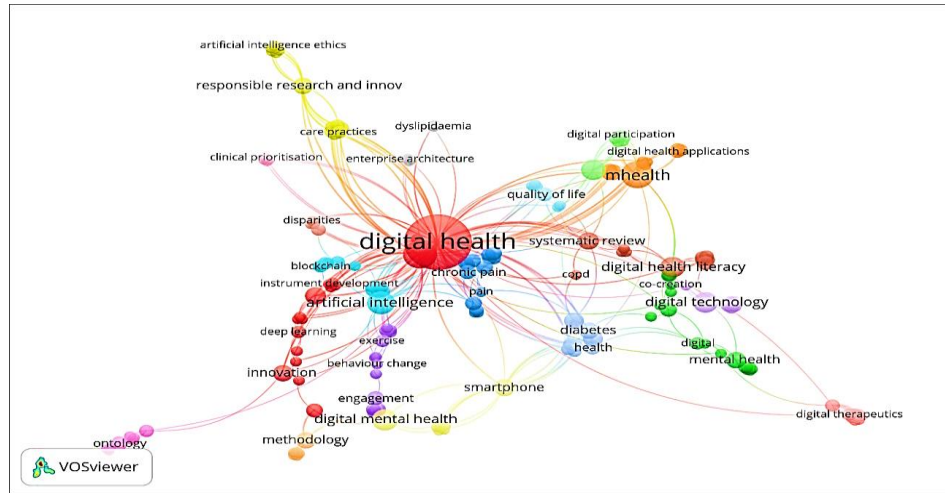 artificial intelligence ethics
responsible research and innov
care practices
dyslipidaemia
digital participation
clinical prioritisation
enterprise architecture
digital health applications
mhealth
quality of life
disparities
digital health
systematic review
blockchain
chronic pain
copd
digital health literacy
instrument development
co-creation
artificial intelligence
pain
digital technology
deep learning
exercise
diabetes
digital
health
behaviour change
mental health
innovation
smartphone
engagement
digital mental health
digital therapeutics
ontology
methodology
VOSviewer